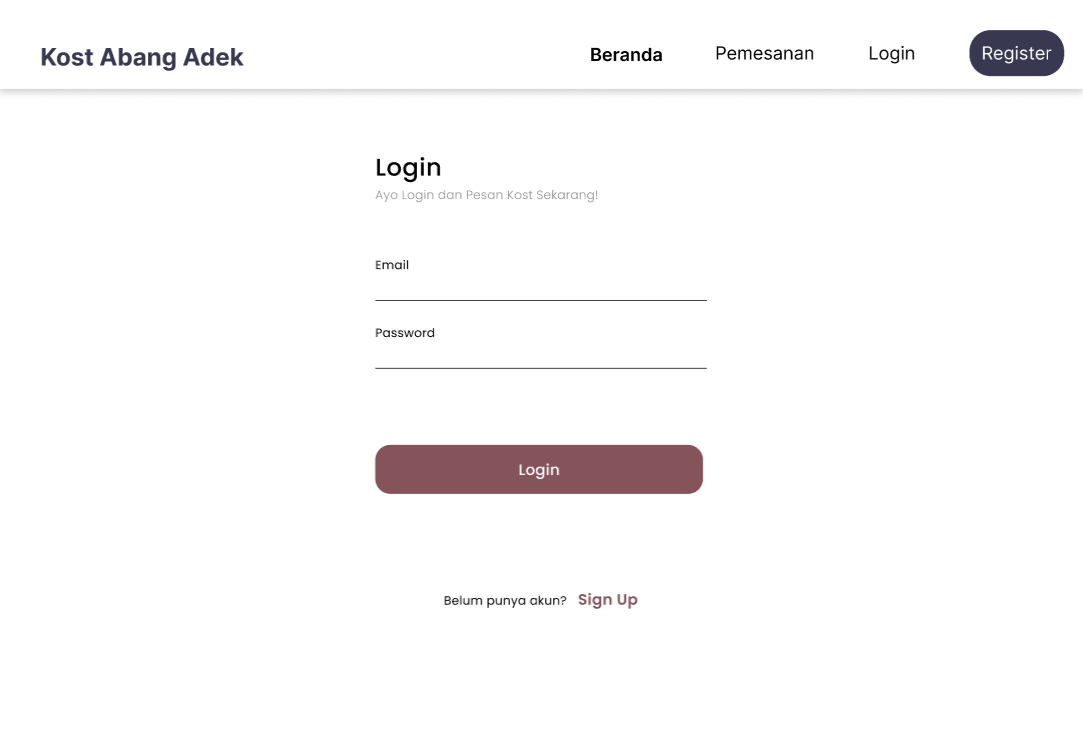 Kost Abang Adek Beranda Pemesanan Login Register
Login
Ayo Login dan Pesan Kost Sekarang!
Email
Password
Login
Belum punya akun? Sign Up